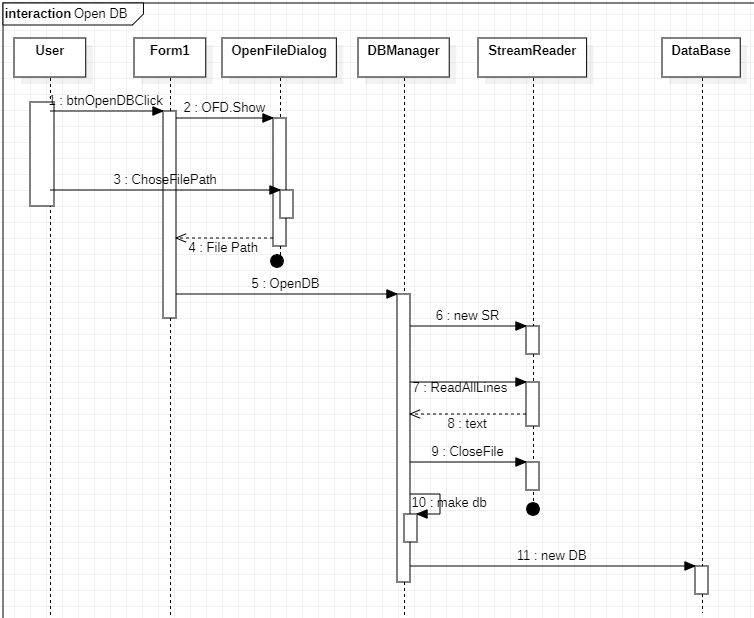 interaction Open DB
User
Form1
OpenFileDialog
DBManager
StreamReader
DataBase
1 : btnOpenDBClick
2 : OFD.Show
3 : ChoseFilePath
4 : File Path
5 : OpenDB
6 : new SR
7 : ReadAllLines
8 : text
9 : CloseFile
10 : make db
11 : new DB